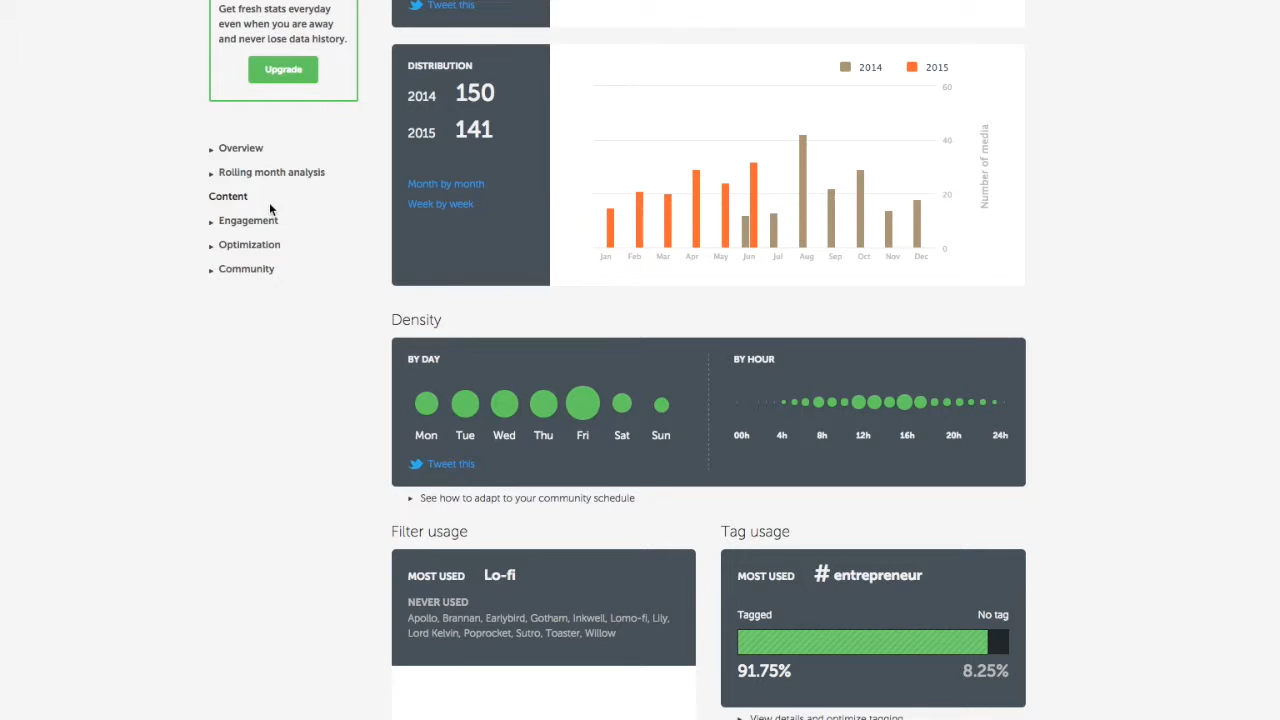 Get fresh stats everyday
even when you are away
and never lose data history.
Upgrade
Overview
Rolling month analysis
Content
Engagement
Optimization
Community
Tweet this
DISTRIBUTION
2014 150
2015 141
Month by month
Week by week
2014 2015
60
40
20
0
Number of media
Jan Feb Mar Apr May Jun Jul Aug Sep Oct Nov Dec
Density
BY DAY
Mon Tue Wed Thu Fri Sat Sun
Tweet this
BY HOUR
00h 4h 8h 12h 16h 20h 24h
See how to adapt to your community schedule
Filter usage
MOST USED Lo-fi
NEVER USED
Apollo, Brannan, Earlybird, Gotham, Inkwell, Lomo-fi, Lily,
Lord Kelvin, Poprocket, Sutro, Toaster, Willow
Tag usage
MOST USED # entrepreneur
Tagged No tag
91.75% 8.25%
View details and optimize tagging